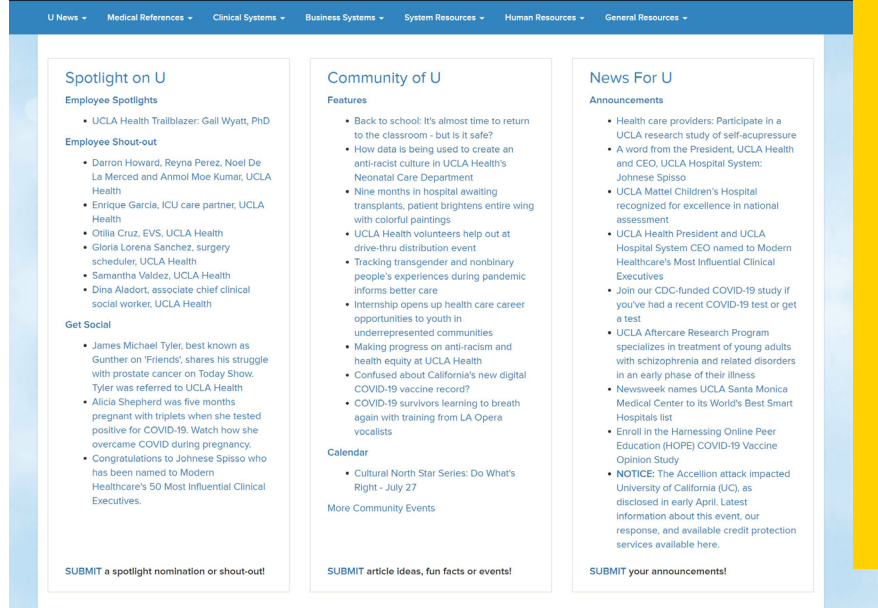 U News Medical References Clinical Systems Business Systems System Resources Human Resources General Resources
Spotlight on U
Employee Spotlights
• UCLA Health Trailblazer: Gail Wyatt, PhD
Employee Shout-out
• Darron Howard, Reyna Perez, Noel De
La Merced and Anmol Moe Kumar, UCLA
Health
• Enrique Garcia, ICU care partner, UCLA
Health
• Otilia Cruz, EVS, UCLA Health
• Gloria Lorena Sanchez, surgery
scheduler, UCLA Health
• Samantha Valdez, UCLA Health
• Dina Aladort, associate chief clinical
social worker, UCLA Health
Get Social
• James Michael Tyler, best known as
Gunther on 'Friends', shares his struggle
with prostate cancer on Today Show.
Tyler was referred to UCLA Health
• Alicia Shepherd was five months
pregnant with triplets when she tested
positive for COVID-19. Watch how she
overcame COVID during pregnancy.
• Congratulations to Johnese Spisso who
has been named to Modern
Healthcare's 50 Most Influential Clinical
Executives.
SUBMIT a spotlight nomination or shout-out!
Community of U
Features
• Back to school: It's almost time to return
to the classroom - but is it safe?
• How data is being used to create an
anti-racist culture in UCLA Health's
Neonatal Care Department
• Nine months in hospital awaiting
transplants, patient brightens entire wing
with colorful paintings
• UCLA Health volunteers help out at
drive-thru distribution event
• Tracking transgender and nonbinary
people's experiences during pandemic
informs better care
• Internship opens up health care career
opportunities to youth in
underrepresented communities
• Making progress on anti-racism and
health equity at UCLA Health
• Confused about California's new digital
COVID-19 vaccine record?
• COVID-19 survivors learning to breath
again with training from LA Opera
vocalists
Calendar
• Cultural North Star Series: Do What's
Right - July 27
More Community Events
SUBMIT article ideas, fun facts or events!
News For U
Announcements
• Health care providers: Participate in a
UCLA research study of self-acupressure
• A word from the President, UCLA Health
and CEO, UCLA Hospital System:
Johnese Spisso
• UCLA Mattel Children's Hospital
recognized for excellence in national
assessment
• UCLA Health President and UCLA
Hospital System CEO named to Modern
Healthcare's Most Influential Clinical
Executives
• Join our CDC-funded COVID-19 study if
you've had a recent COVID-19 test or get
a test
• UCLA Aftercare Research Program
specializes in treatment of young adults
with schizophrenia and related disorders
in an early phase of their illness
• Newsweek names UCLA Santa Monica
Medical Center to its World's Best Smart
Hospitals list
• Enroll in the Harnessing Online Peer
Education (HOPE) COVID-19 Vaccine
Opinion Study
• NOTICE: The Accellion attack impacted
University of California (UC), as
disclosed in early April. Latest
information about this event, our
response, and available credit protection
services available here.
SUBMIT your announcements!